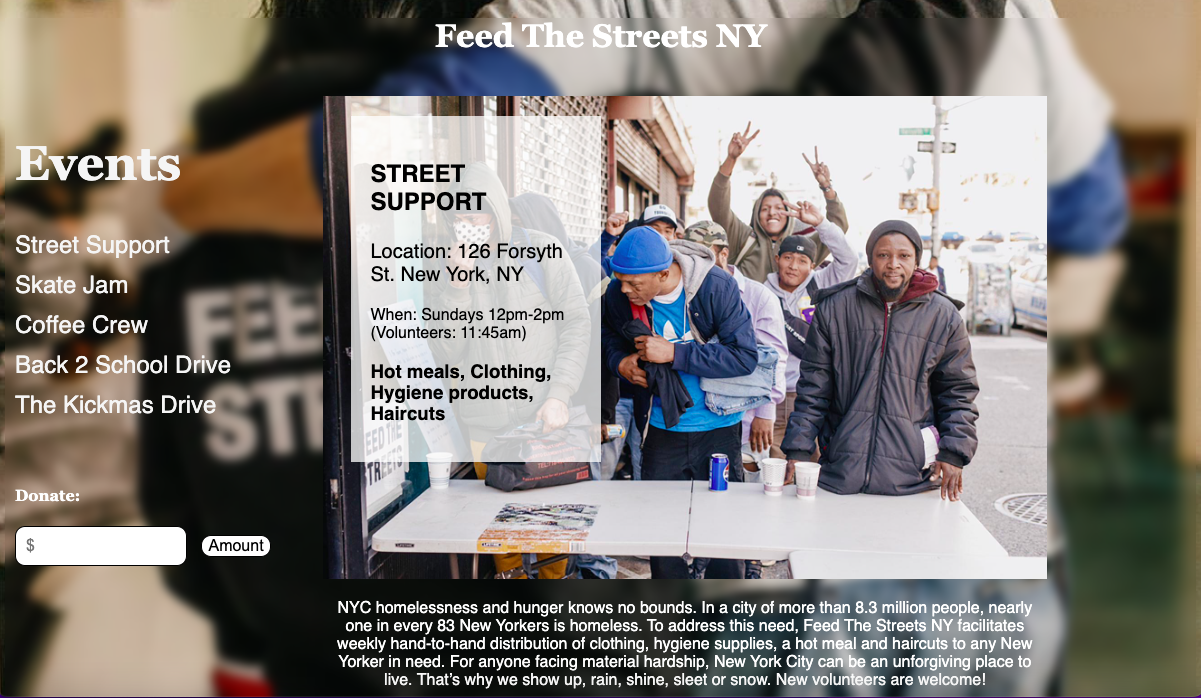 Feed The Streets NY
Events
Street Support
Skate Jam
Coffee Crew
Back 2 School Drive
The Kickmas Drive
Donate:
$
Amount
STREET
SUPPORT
Location: 126 Forsyth
St. New York, NY
When: Sundays 12pm-2pm
(Volunteers: 11:45am)
Hot meals, Clothing,
Hygiene products,
Haircuts
FEED THE
STREETS
NYC homelessness and hunger knows no bounds. In a city of more than 8.3 million people, nearly
one in every 83 New Yorkers is homeless. To address this need, Feed The Streets NY facilitates
weekly hand-to-hand distribution of clothing, hygiene supplies, a hot meal and haircuts to any New
Yorker in need. For anyone facing material hardship, New York City can be an unforgiving place to
live. That’s why we show up, rain, shine, sleet or snow. New volunteers are welcome!
FEED
STR